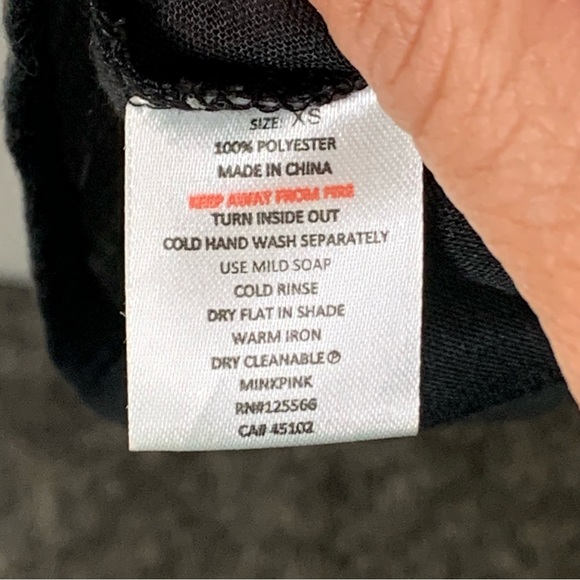 SIZE: XS
100% POLYESTER
MADE IN CHINA
KEEP AWAY FROM FIRE
TURN INSIDE OUT
COLD HAND WASH SEPARATELY
USE MILD SOAP
COLD RINSE
DRY FLAT IN SHADE
WARM IRON
DRY CLEANABLE Ⓟ
MINKPINK
RN#125566
CA# 45102